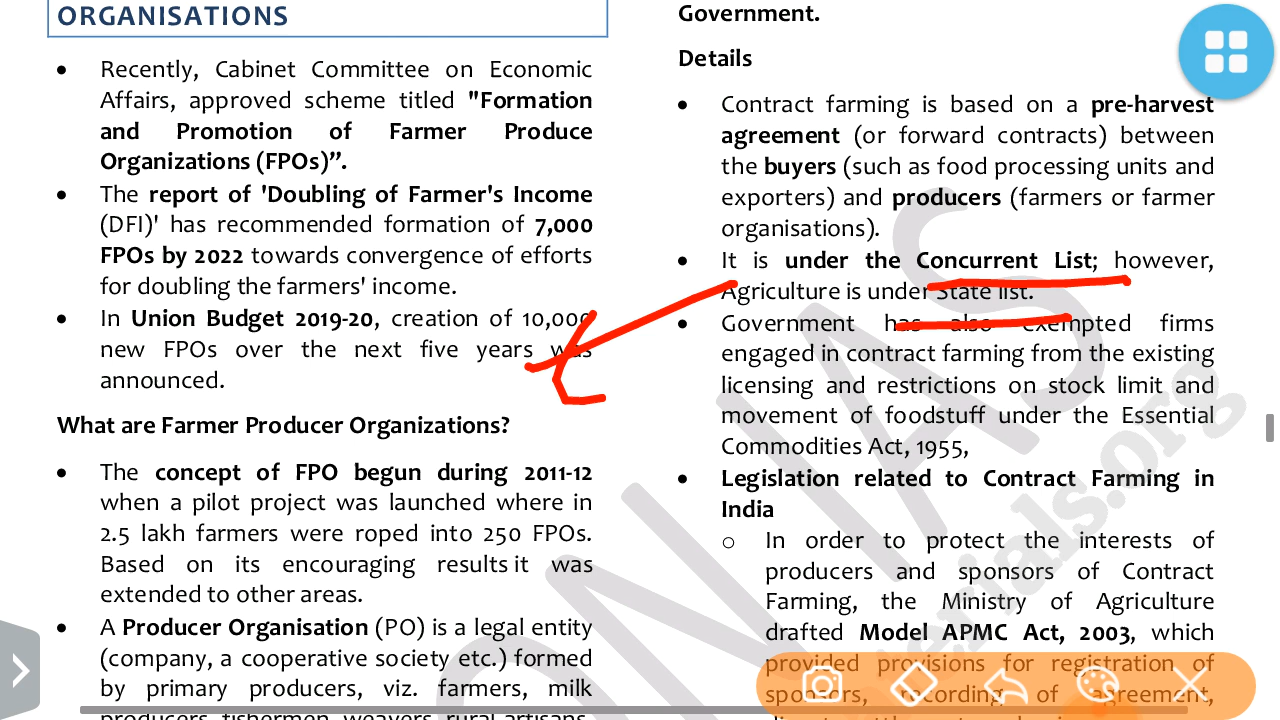 ORGANISATIONS
• Recently, Cabinet Committee on Economic
Affairs, approved scheme titled "Formation
and Promotion of Farmer Produce
Organizations (FPOs)”.
• The report of 'Doubling of Farmer's Income
(DFI)' has recommended formation of 7,000
FPOs by 2022 towards convergence of efforts
for doubling the farmers' income.
• In Union Budget 2019-20, creation of 10,000
new FPOs over the next five years was
announced.
What are Farmer Producer Organizations?
• The concept of FPO begun during 2011-12
when a pilot project was launched where in
2.5 lakh farmers were roped into 250 FPOs.
Based on its encouraging results it was
extended to other areas.
• A Producer Organisation (PO) is a legal entity
(company, a cooperative society etc.) formed
by primary producers, viz. farmers, milk
producers, fishermen, weavers, rural artisans,
Government.
Details
• Contract farming is based on a pre-harvest
agreement (or forward contracts) between
the buyers (such as food processing units and
exporters) and producers (farmers or farmer
organisations).
• It is under the Concurrent List; however,
Agriculture is under State list.
• Government has also exempted firms
engaged in contract farming from the existing
licensing and restrictions on stock limit and
movement of foodstuff under the Essential
Commodities Act, 1955,
• Legislation related to Contract Farming in
India
o In order to protect the interests of
producers and sponsors of Contract
Farming, the Ministry of Agriculture
drafted Model APMC Act, 2003, which
provided provisions for registration of
sponsors, recording of agreement,